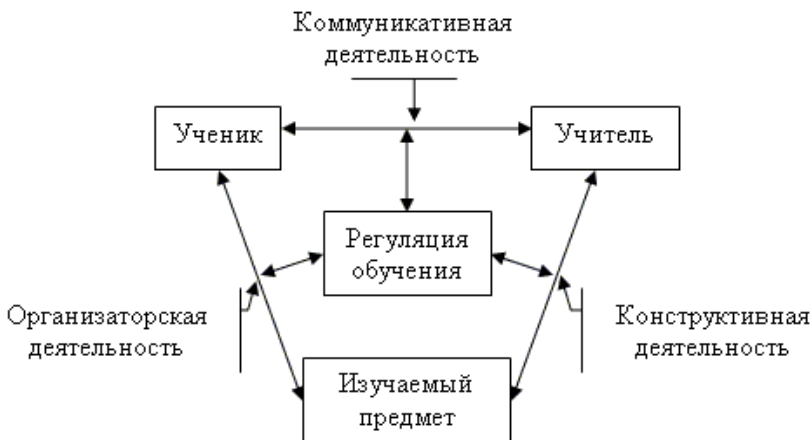 Коммуникативная
деятельность
Ученик
Учитель
Регуляция
обучения
Организаторская
деятельность
Конструктивная
деятельность
Изучаемый
предмет